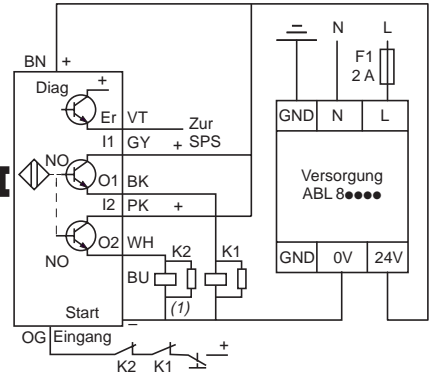 BN +
Diag +
Er VT
Zur
SPS
I1 GY +
NO
O1 BK
I2 PK +
O2 WH
NO
BU
K2 K1
(1)
Start
–
OG Eingang
K2 K1 +
N L
F1
2 A
GND N L
Versorgung
ABL 8●●●●
GND 0V 24V